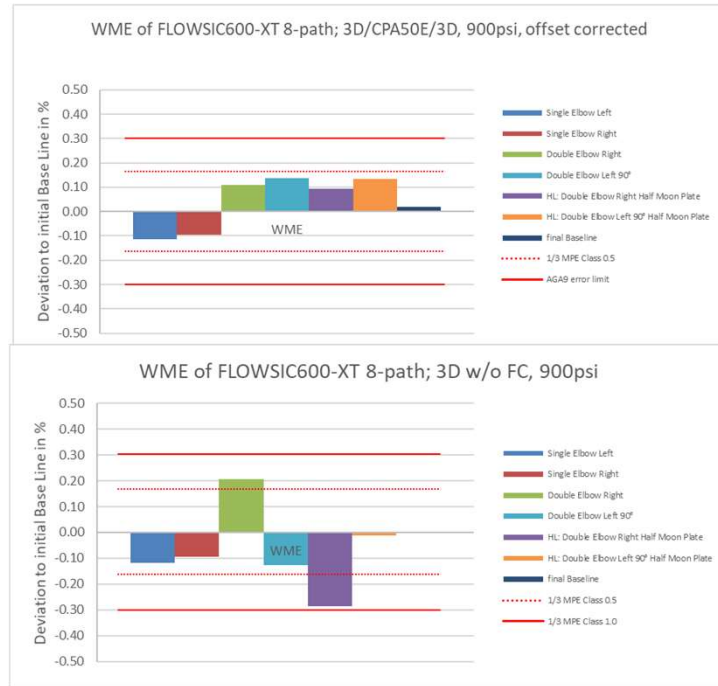 WME of FLOWSIC600-XT 8-path; 3D/CPA50E/3D, 900psi, offset corrected
Deviation to initial Base Line in %
0.50
0.40
0.30
0.20
0.10
0.00
-0.10
-0.20
-0.30
-0.40
-0.50
WME
Single Elbow Left
Single Elbow Right
Double Elbow Right
Double Elbow Left 90°
HL: Double Elbow Right Half Moon Plate
HL: Double Elbow Left 90° Half Moon Plate
final Baseline
1/3 MPE Class 0.5
AGA9 error limit
WME of FLOWSIC600-XT 8-path; 3D w/o FC, 900psi
Deviation to initial Base Line in %
0.50
0.40
0.30
0.20
0.10
0.00
-0.10
-0.20
-0.30
-0.40
-0.50
WME
Single Elbow Left
Single Elbow Right
Double Elbow Right
Double Elbow Left 90°
HL: Double Elbow Right Half Moon Plate
HL: Double Elbow Left 90° Half Moon Plate
final Baseline
1/3 MPE Class 0.5
1/3 MPE Class 1.0